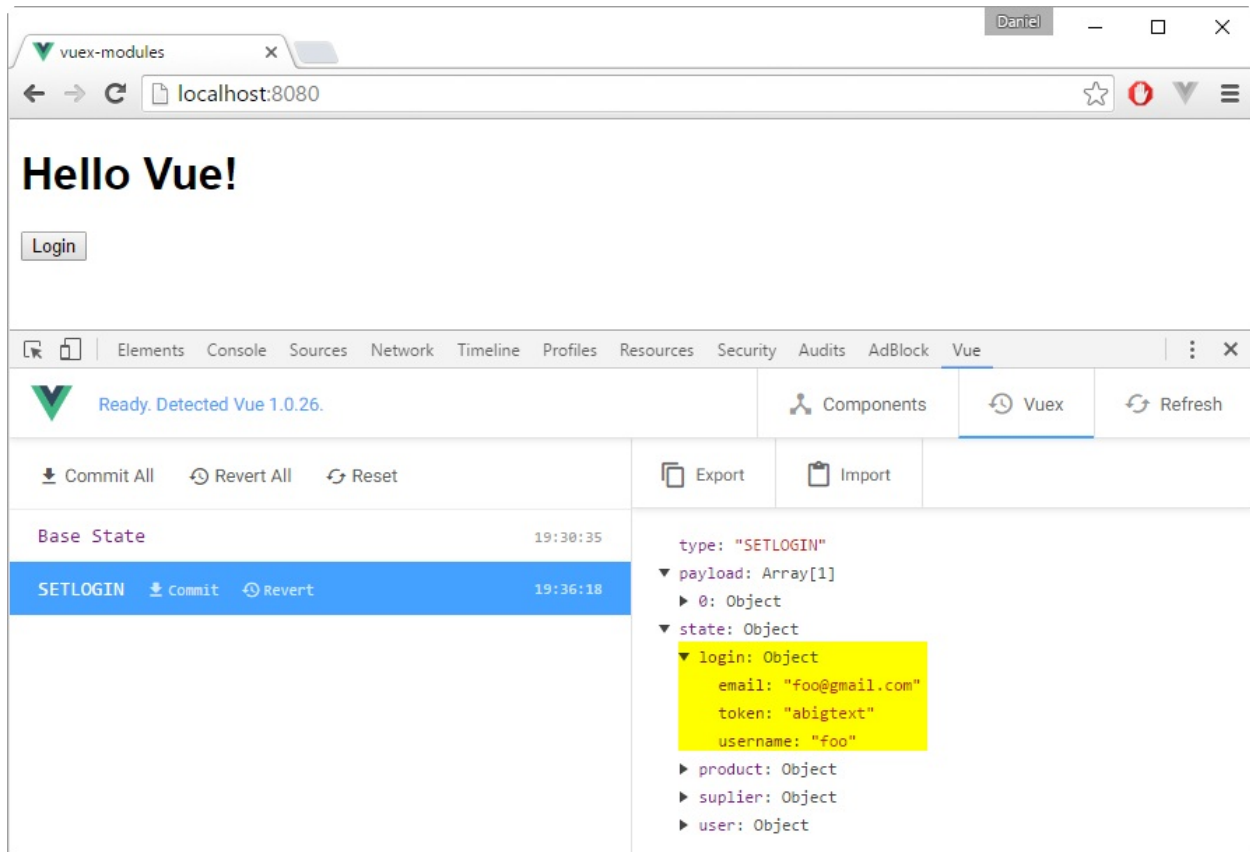 Daniel
vuex-modules
localhost:8080
Hello Vue!
Login
Elements Console Sources Network Timeline Profiles Resources Security Audits AdBlock Vue
Ready. Detected Vue 1.0.26.
Components Vuex Refresh
Commit All Revert All Reset
Export Import
Base State 19:30:35
SETLOGIN Commit Revert 19:36:18
type: "SETLOGIN"
payload: Array[1]
0: Object
state: Object
login: Object
email: "foo@gmail.com"
token: "abigtext"
username: "foo"
product: Object
suplier: Object
user: Object